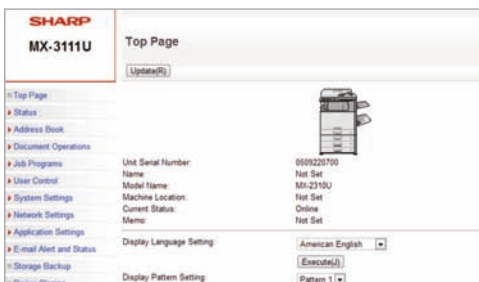 SHARP
MX-3111U
Top Page
Update(R)
Top Page
Status
Address Book
Document Operations
Job Programs
User Control
System Settings
Network Settings
Application Settings
E-mail Alert and Status
Storage Backup
Unit Serial Number: 0509220700
Name: Not Set
Model Name: MX-2310U
Machine Location: Not Set
Current Status: Online
Memo: Not Set
Display Language Setting: American English
Execute(J)
Display Pattern Setting: Pattern 1